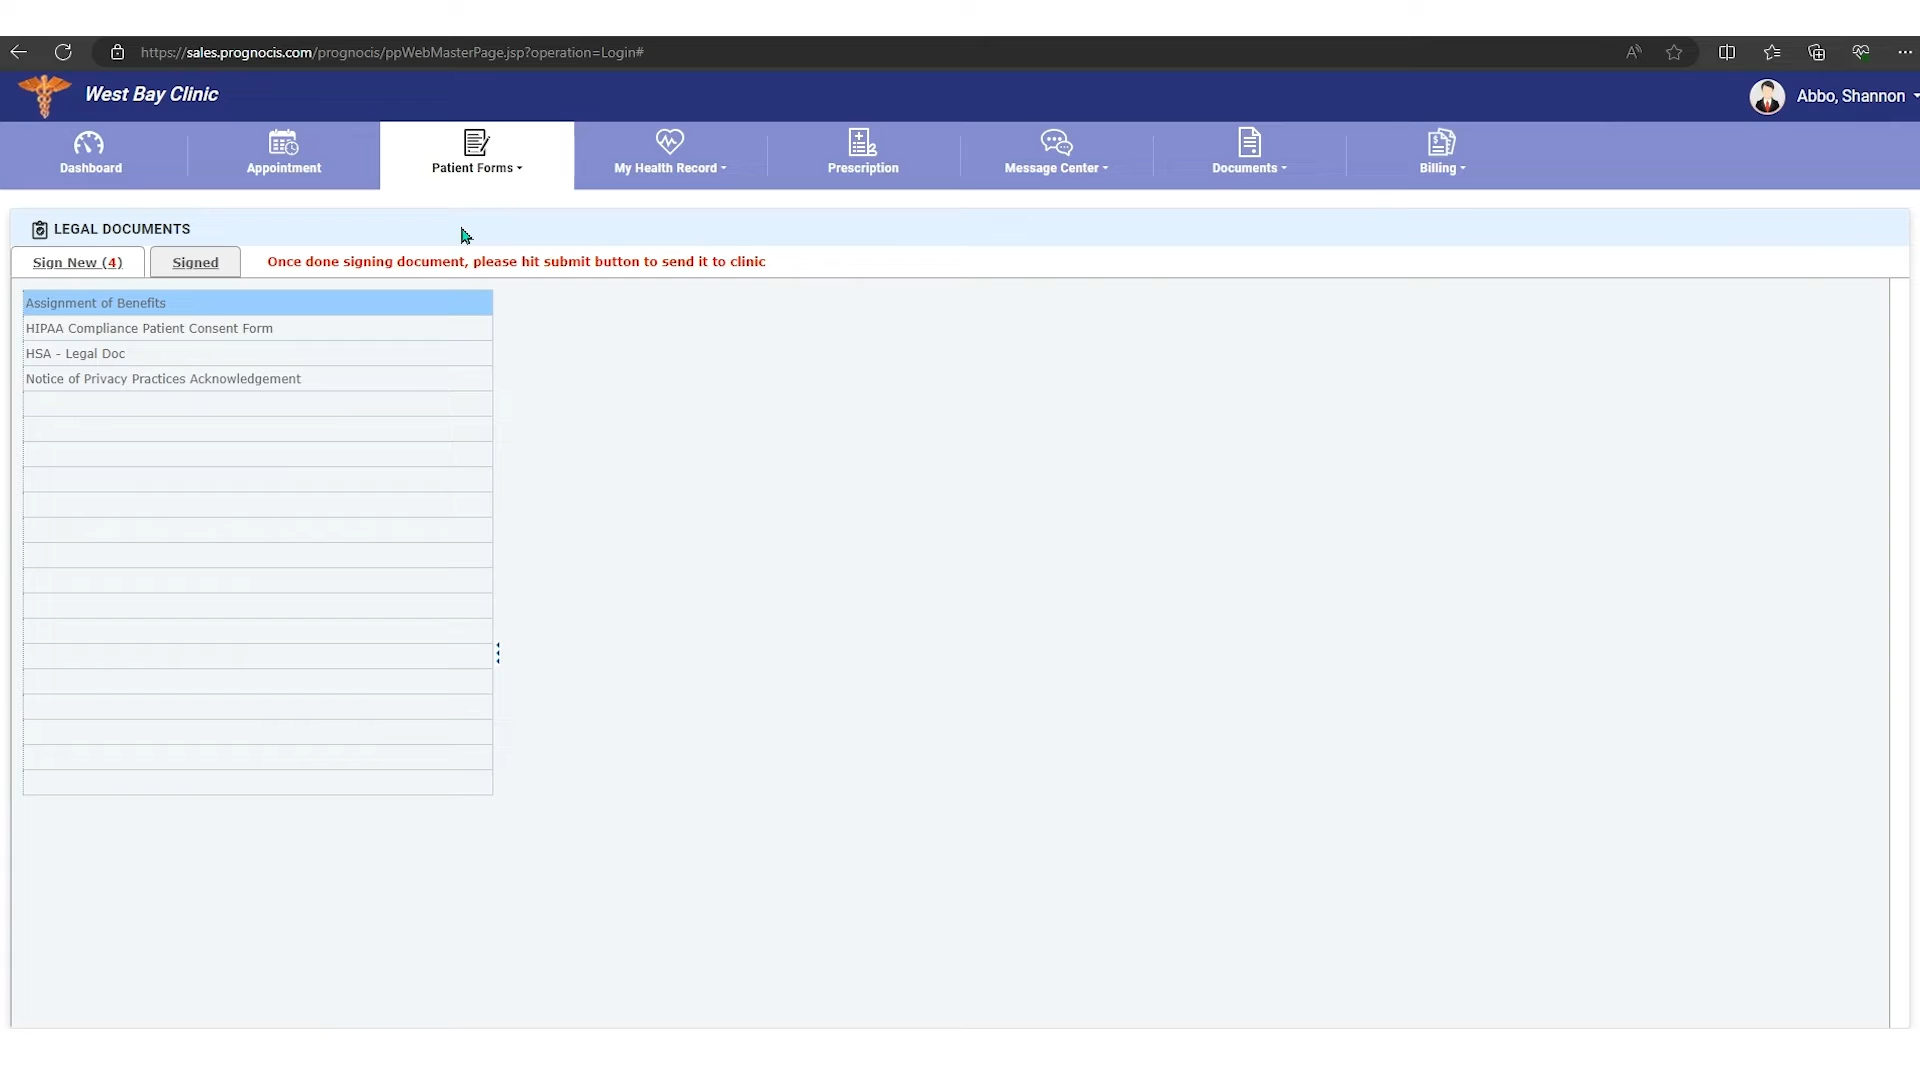 https://sales.prognocis.com/prognocis/ppWebMasterPage.jsp?operation=Login#
West Bay Clinic
Abbo, Shannon
Dashboard
Appointment
Patient Forms
My Health Record
Prescription
Message Center
Documents
Billing
LEGAL DOCUMENTS
Sign New (4)
Signed
Once done signing document, please hit submit button to send it to clinic
Assignment of Benefits
HIPAA Compliance Patient Consent Form
HSA - Legal Doc
Notice of Privacy Practices Acknowledgement